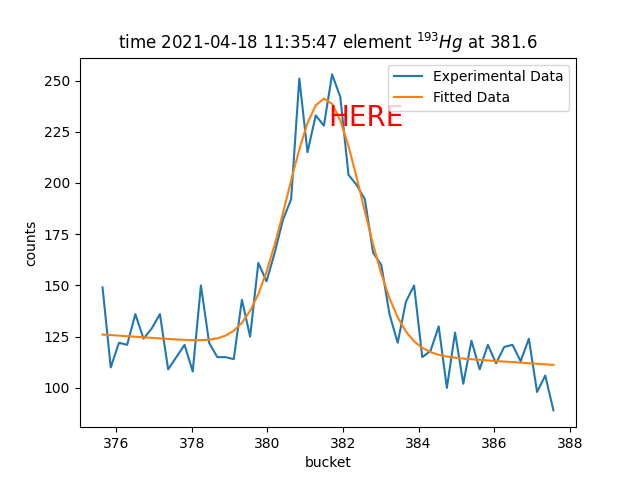 time 2021-04-18 11:35:47 element ¹⁹³Hg at 381.6
250
225
200
175
150
125
100
counts
Experimental Data
Fitted Data
HERE
376 378 380 382 384 386 388
bucket